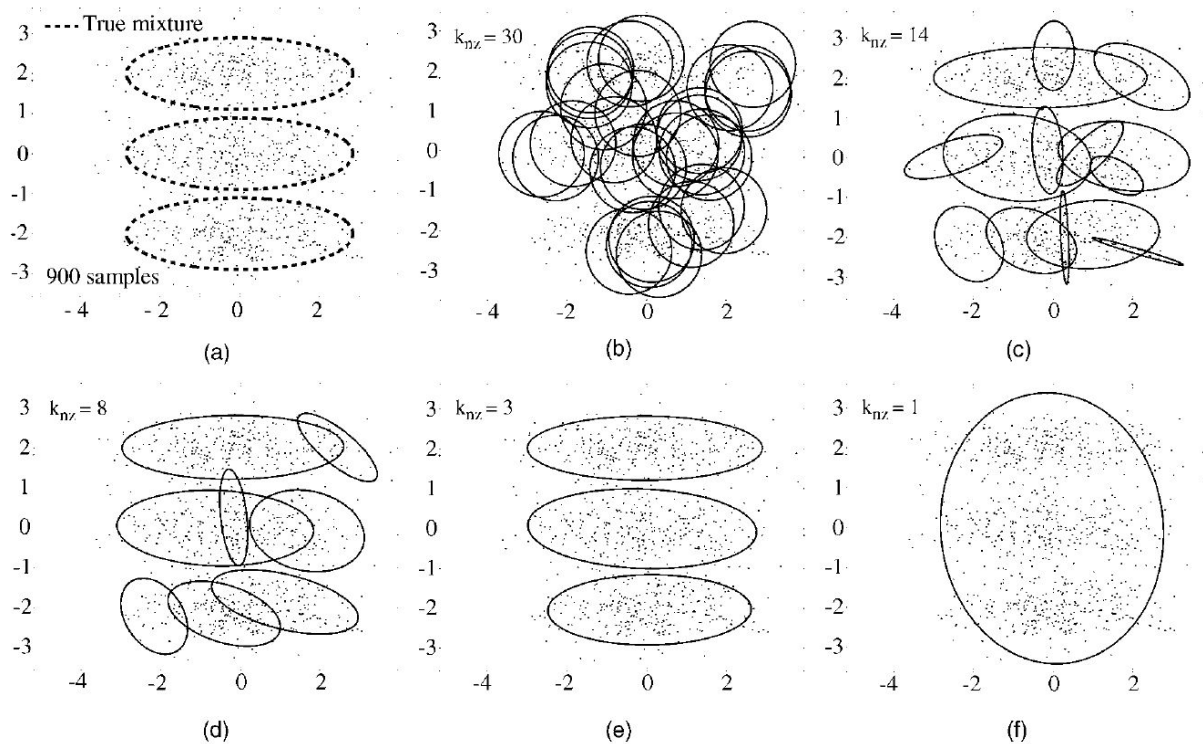 True mixture
3
2
1
0
-1
-2
-3
900 samples
-4 -2 0 2
(a)
k_nz = 30
3
2
1
0
-1
-2
-3
-4 -2 0 2
(b)
k_nz = 14
3
2
1
0
-1
-2
-3
-4 -2 0 2
(c)
k_nz = 8
3
2
1
0
-1
-2
-3
-4 -2 0 2
(d)
k_nz = 3
3
2
1
0
-1
-2
-3
-4 -2 0 2
(e)
k_nz = 1
3
2
1
0
-1
-2
-3
-4 -2 0 2
(f)